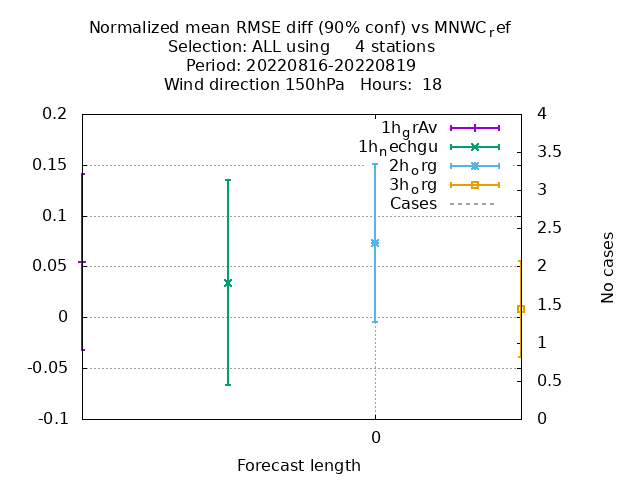 Normalized mean RMSE diff (90% conf) vs MNWC_ref
Selection: ALL using     4 stations
Period: 20220816-20220819
Wind direction 150hPa   Hours:  18
0.2
0.15
0.1
0.05
0
-0.05
-0.1
1h_grAv
1h_nechgu
2h_org
3h_org
Cases
4
3.5
3
2.5
2
1.5
1
0.5
0
No cases
0
Forecast length